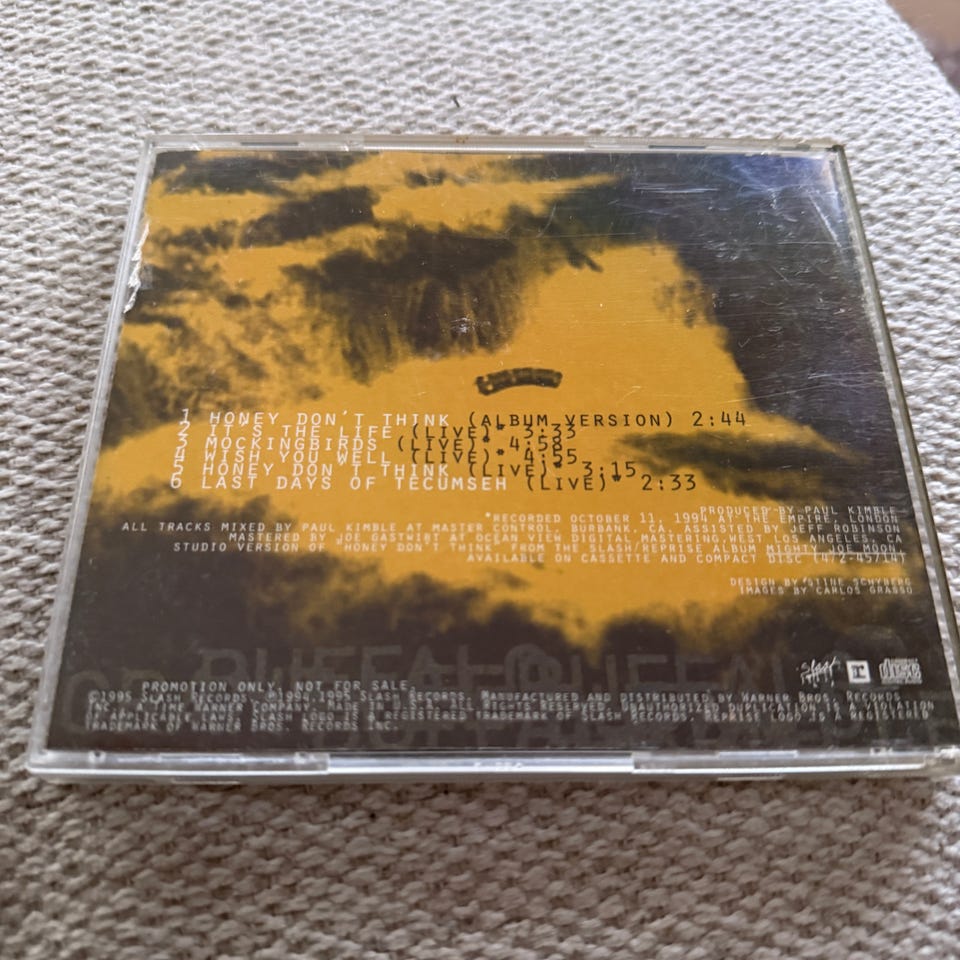 1 HONEY DON'T THINK (ALBUM VERSION) 2:44
2 IT'S THE LIFE (LIVE)* 3:33
3 MOCKINGBIRDS (LIVE)* 4:58
4 WISH YOU WELL (LIVE)* 4:35
5 HONEY DON'T THINK (LIVE)* 3:15
6 LAST DAYS OF TECUMSEH (LIVE)* 2:33
PRODUCED BY PAUL KIMBLE
*RECORDED OCTOBER 11, 1994 AT THE EMPIRE, LONDON
ALL TRACKS MIXED BY PAUL KIMBLE AT MASTER CONTROL, BURBANK, CA, ASSISTED BY JEFF ROBINSON
MASTERED BY JOE GASTWIRT AT OCEAN VIEW DIGITAL MASTERING, WEST LOS ANGELES, CA
STUDIO VERSION OF "HONEY DON'T THINK" FROM THE SLASH/REPRISE ALBUM MIGHTY JOE MOON.
AVAILABLE ON CASSETTE AND COMPACT DISC (4/2-45714)
DESIGN BY STINE SCHYBERG
IMAGES BY CARLOS GRASSO
BUFFALO BUFFALO
PROMOTION ONLY, NOT FOR SALE.
©1995 SLASH RECORDS. ℗1994, 1995 SLASH RECORDS. MANUFACTURED AND DISTRIBUTED BY WARNER BROS. RECORDS
INC., A TIME WARNER COMPANY. MADE IN U.S.A. ALL RIGHTS RESERVED. UNAUTHORIZED DUPLICATION IS A VIOLATION
OF APPLICABLE LAWS. SLASH LOGO IS A REGISTERED TRADEMARK OF SLASH RECORDS. REPRISE LOGO IS A REGISTERED
TRADEMARK OF WARNER BROS. RECORDS INC.